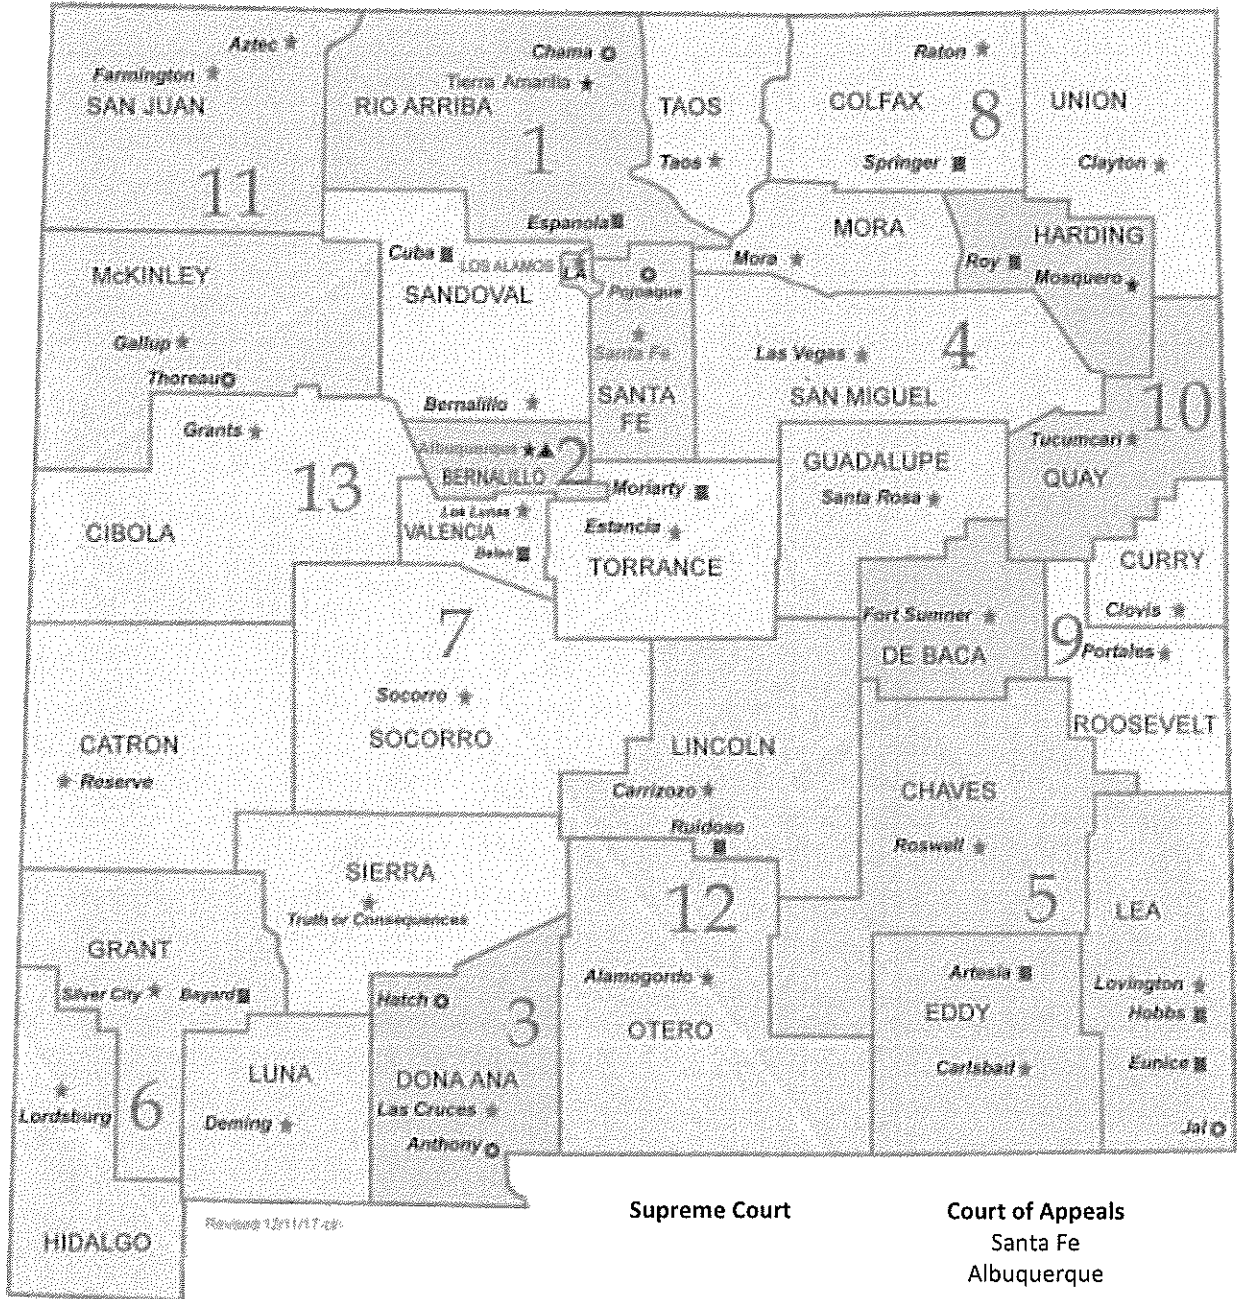 Aztec
Farmington
SAN JUAN
11
Chama
Tierra Amarilla
RIO ARRIBA
1
Espanola
TAOS
Taos
Raton
COLFAX
8
Springer
UNION
Clayton
McKINLEY
Gallup
Thoreau
Cuba
LOS ALAMOS
LA
SANDOVAL
Bernalillo
Pojoaque
Santa Fe
SANTA
FE
MORA
Mora
HARDING
Roy
Mosquero
Las Vegas
4
SAN MIGUEL
10
Tucumcari
QUAY
Grants
13
CIBOLA
Albuquerque
2
BERNALILLO
Los Lunas
VALENCIA
Belen
Moriarty
Estancia
TORRANCE
GUADALUPE
Santa Rosa
CURRY
Clovis
7
Socorro
SOCORRO
Fort Sumner
DE BACA
9
Portales
ROOSEVELT
CATRON
Reserve
LINCOLN
Carrizozo
Ruidoso
CHAVES
Roswell
5
LEA
SIERRA
Truth or Consequences
12
Alamogordo
OTERO
GRANT
Silver City
Bayard
Hatch
3
Artesia
EDDY
Carlsbad
Lovington
Hobbs
Eunice
Jal
Lordsburg
6
LUNA
Deming
DONA ANA
Las Cruces
Anthony
HIDALGO
Revised 12/11/17
Supreme Court
Court of Appeals
Santa Fe
Albuquerque